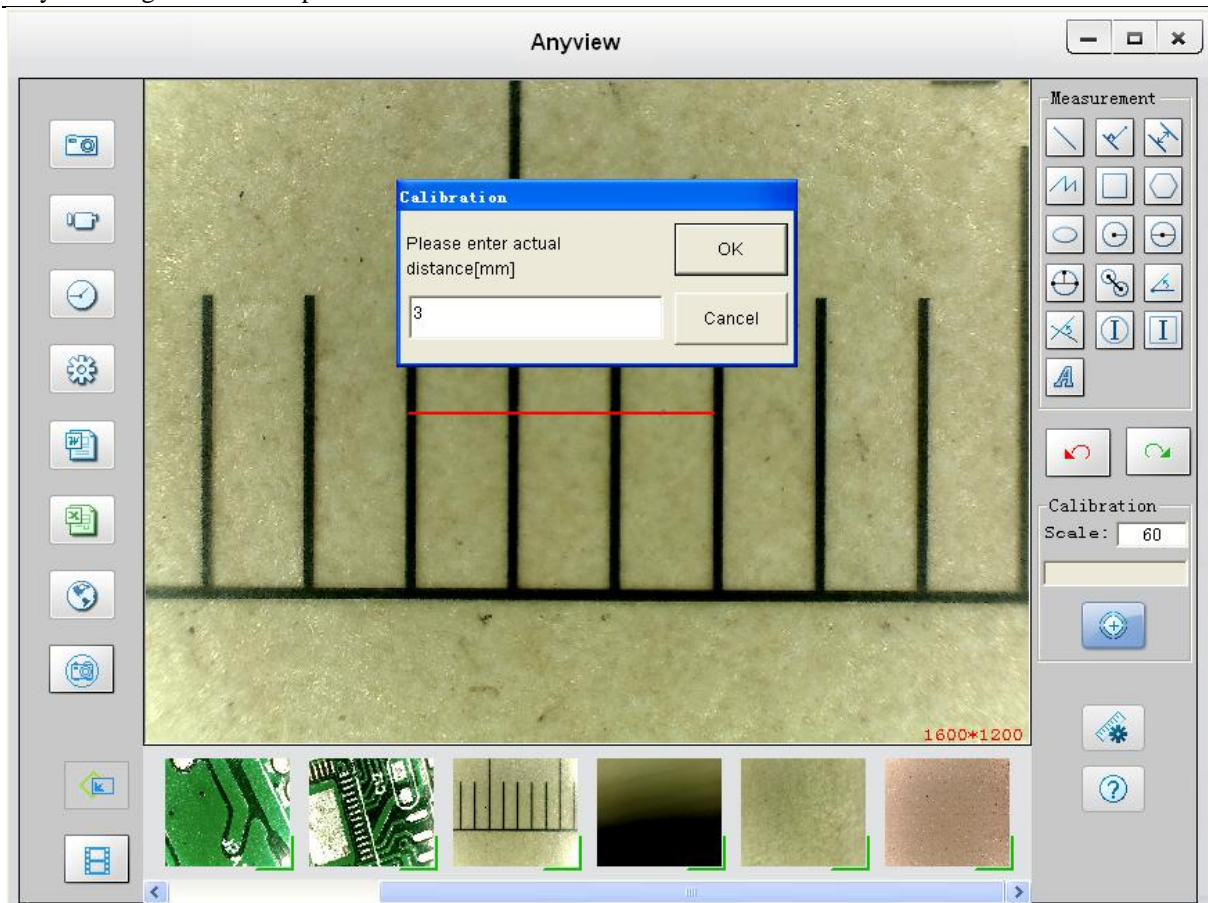 Anyview
Measurement
Calibration
Please enter actual
distance[mm]
OK
3
Cancel
Calibration
Scale: 60
1600*1200